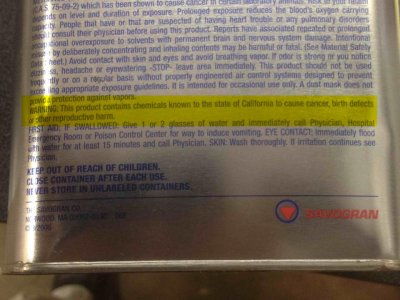 (CAS 75-09-2) which has been shown to cause cancer in certain laboratory animals. Risk to your health
depends on level and duration of exposure. Prolonged exposure reduces the blood's oxygen carrying
capacity. People that have or that are suspected of having heart trouble or any pulmonary disorders
should consult their physician before using this product. Reports have associated repeated or prolonged
occupational overexposure to solvents with permanent brain and nervous system damage. Intentional
misuse by deliberately concentrating and inhaling contents may be harmful or fatal. (See Material Safety
Data Sheet.) Avoid contact with skin and eyes and avoid breathing vapor. If odor is strong or you notice
dizziness, headache or eyewatering -STOP- leave area immediately. This product should not be used
frequently or on a regular basis without properly engineered air control systems designed to prevent
exceeding appropriate exposure guidelines. It is intended for occasional use only. A dust mask does not
provide protection against vapors.
WARNING: This product contains chemicals known to the state of California to cause cancer, birth defects
or other reproductive harm.
FIRST AID: IF SWALLOWED: Give 1 or 2 glasses of water and immediately call Physician, Hospital
Emergency Room or Poison Control Center for way to induce vomiting. EYE CONTACT: Immediately flood
with water for at least 15 minutes and call Physician. SKIN: Wash thoroughly. If irritation continues see
Physician.
KEEP OUT OF REACH OF CHILDREN.
CLOSE CONTAINER AFTER EACH USE.
NEVER STORE IN UNLABELED CONTAINERS.
THE SAVOGRAN CO.
NORWOOD, MA 02062-0130
© 3/2006
SAVOGRAN